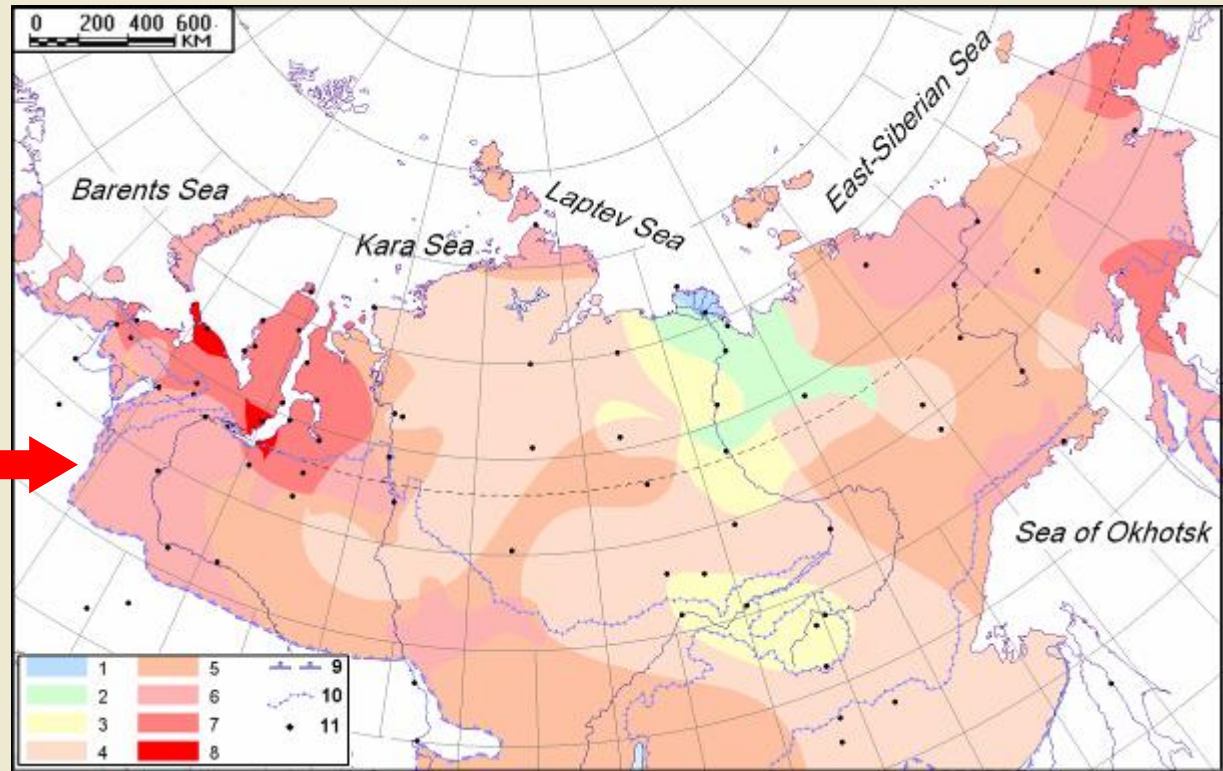 0 200 400 600
KM
Barents Sea
Kara Sea
Laptev Sea
East-Siberian Sea
Sea of Okhotsk
1 5 9
2 6 10
3 7 11
4 8